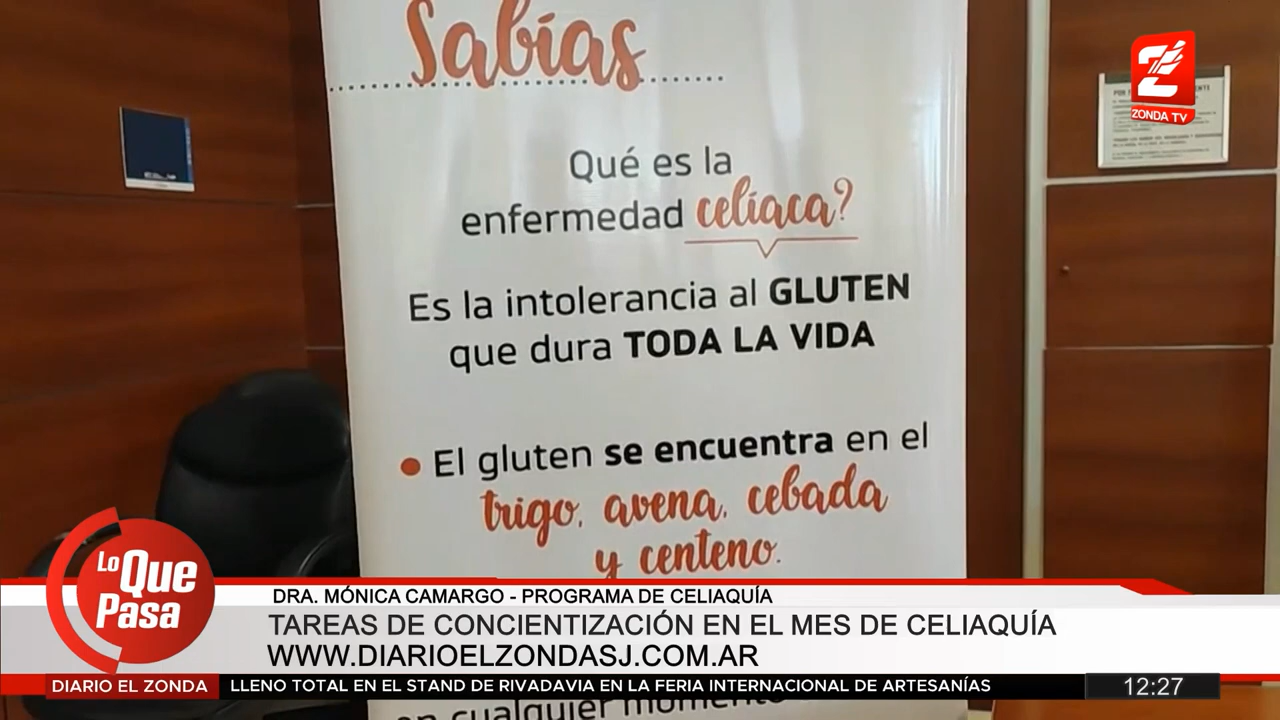 Sabías
Qué es la
enfermedad celíaca?
Es la intolerancia al GLUTEN
que dura TODA LA VIDA
• El gluten se encuentra en el
trigo, avena, cebada
y centeno.
en cualquier momento
ZONDA TV
Lo Que
Pasa
DRA. MÓNICA CAMARGO - PROGRAMA DE CELIAQUÍA
TAREAS DE CONCIENTIZACIÓN EN EL MES DE CELIAQUÍA
WWW.DIARIOELZONDASJ.COM.AR
DIARIO EL ZONDA
LLENO TOTAL EN EL STAND DE RIVADAVIA EN LA FERIA INTERNACIONAL DE ARTESANÍAS
12:27